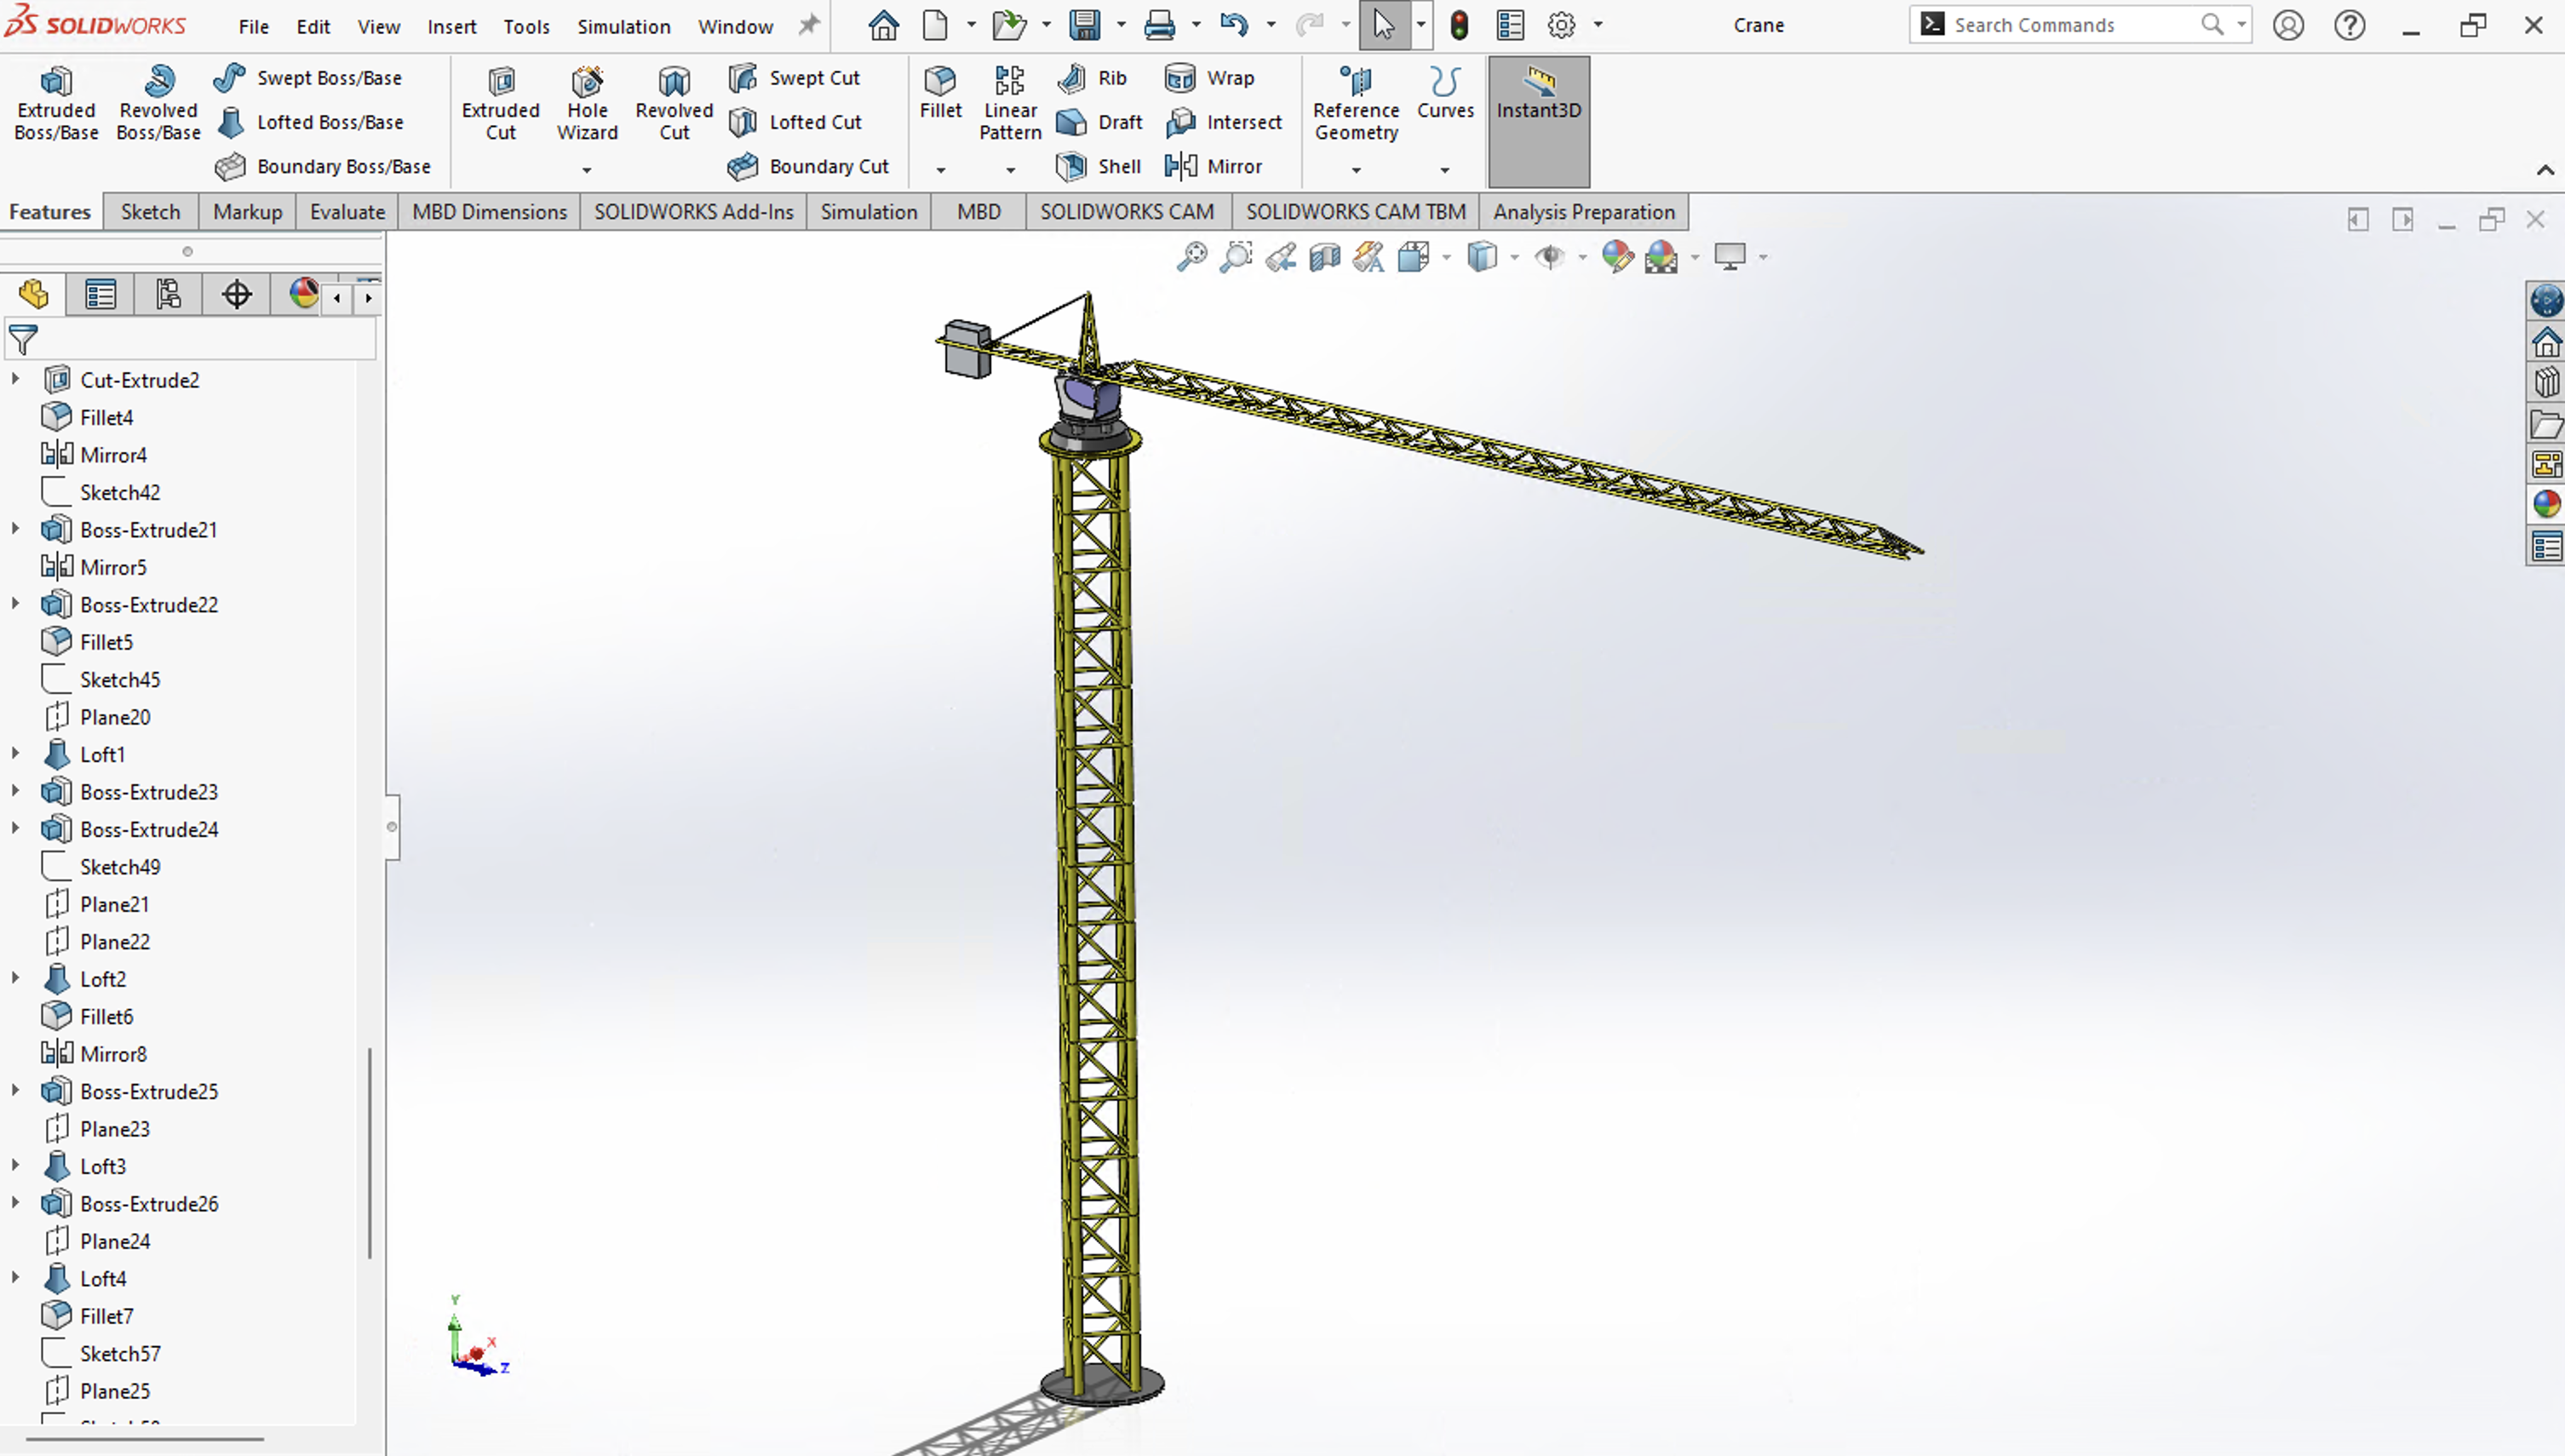 SOLIDWORKS File Edit View Insert Tools Simulation Window Crane Search Commands
Extruded Boss/Base
Revolved Boss/Base
Swept Boss/Base
Lofted Boss/Base
Boundary Boss/Base
Extruded Cut
Hole Wizard
Revolved Cut
Swept Cut
Lofted Cut
Boundary Cut
Fillet
Linear Pattern
Rib
Draft
Shell
Wrap
Intersect
Mirror
Reference Geometry
Curves
Instant3D
Features Sketch Markup Evaluate MBD Dimensions SOLIDWORKS Add-Ins Simulation MBD SOLIDWORKS CAM SOLIDWORKS CAM TBM Analysis Preparation
Cut-Extrude2
Fillet4
Mirror4
Sketch42
Boss-Extrude21
Mirror5
Boss-Extrude22
Fillet5
Sketch45
Plane20
Loft1
Boss-Extrude23
Boss-Extrude24
Sketch49
Plane21
Plane22
Loft2
Fillet6
Mirror8
Boss-Extrude25
Plane23
Loft3
Boss-Extrude26
Plane24
Loft4
Fillet7
Sketch57
Plane25
Y
X
Z